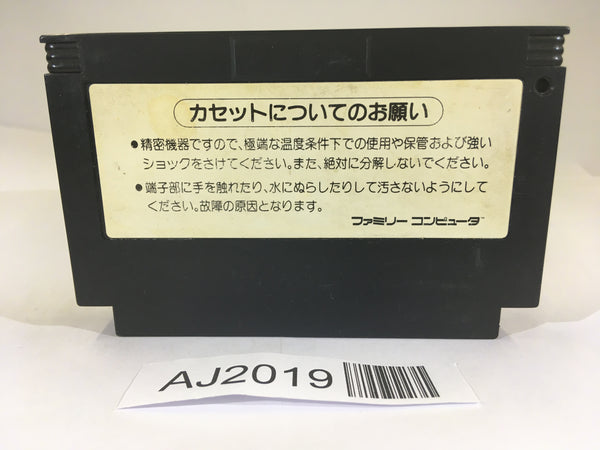 カセットについてのお願い
●精密機器ですので、極端な温度条件下での使用や保管および強い
ショックをさけてください。また、絶対に分解しないでください。
●端子部に手を触れたり、水にぬらしたりして汚さないようにして
ください。故障の原因となります。
ファミリー コンピュータ™
AJ2019